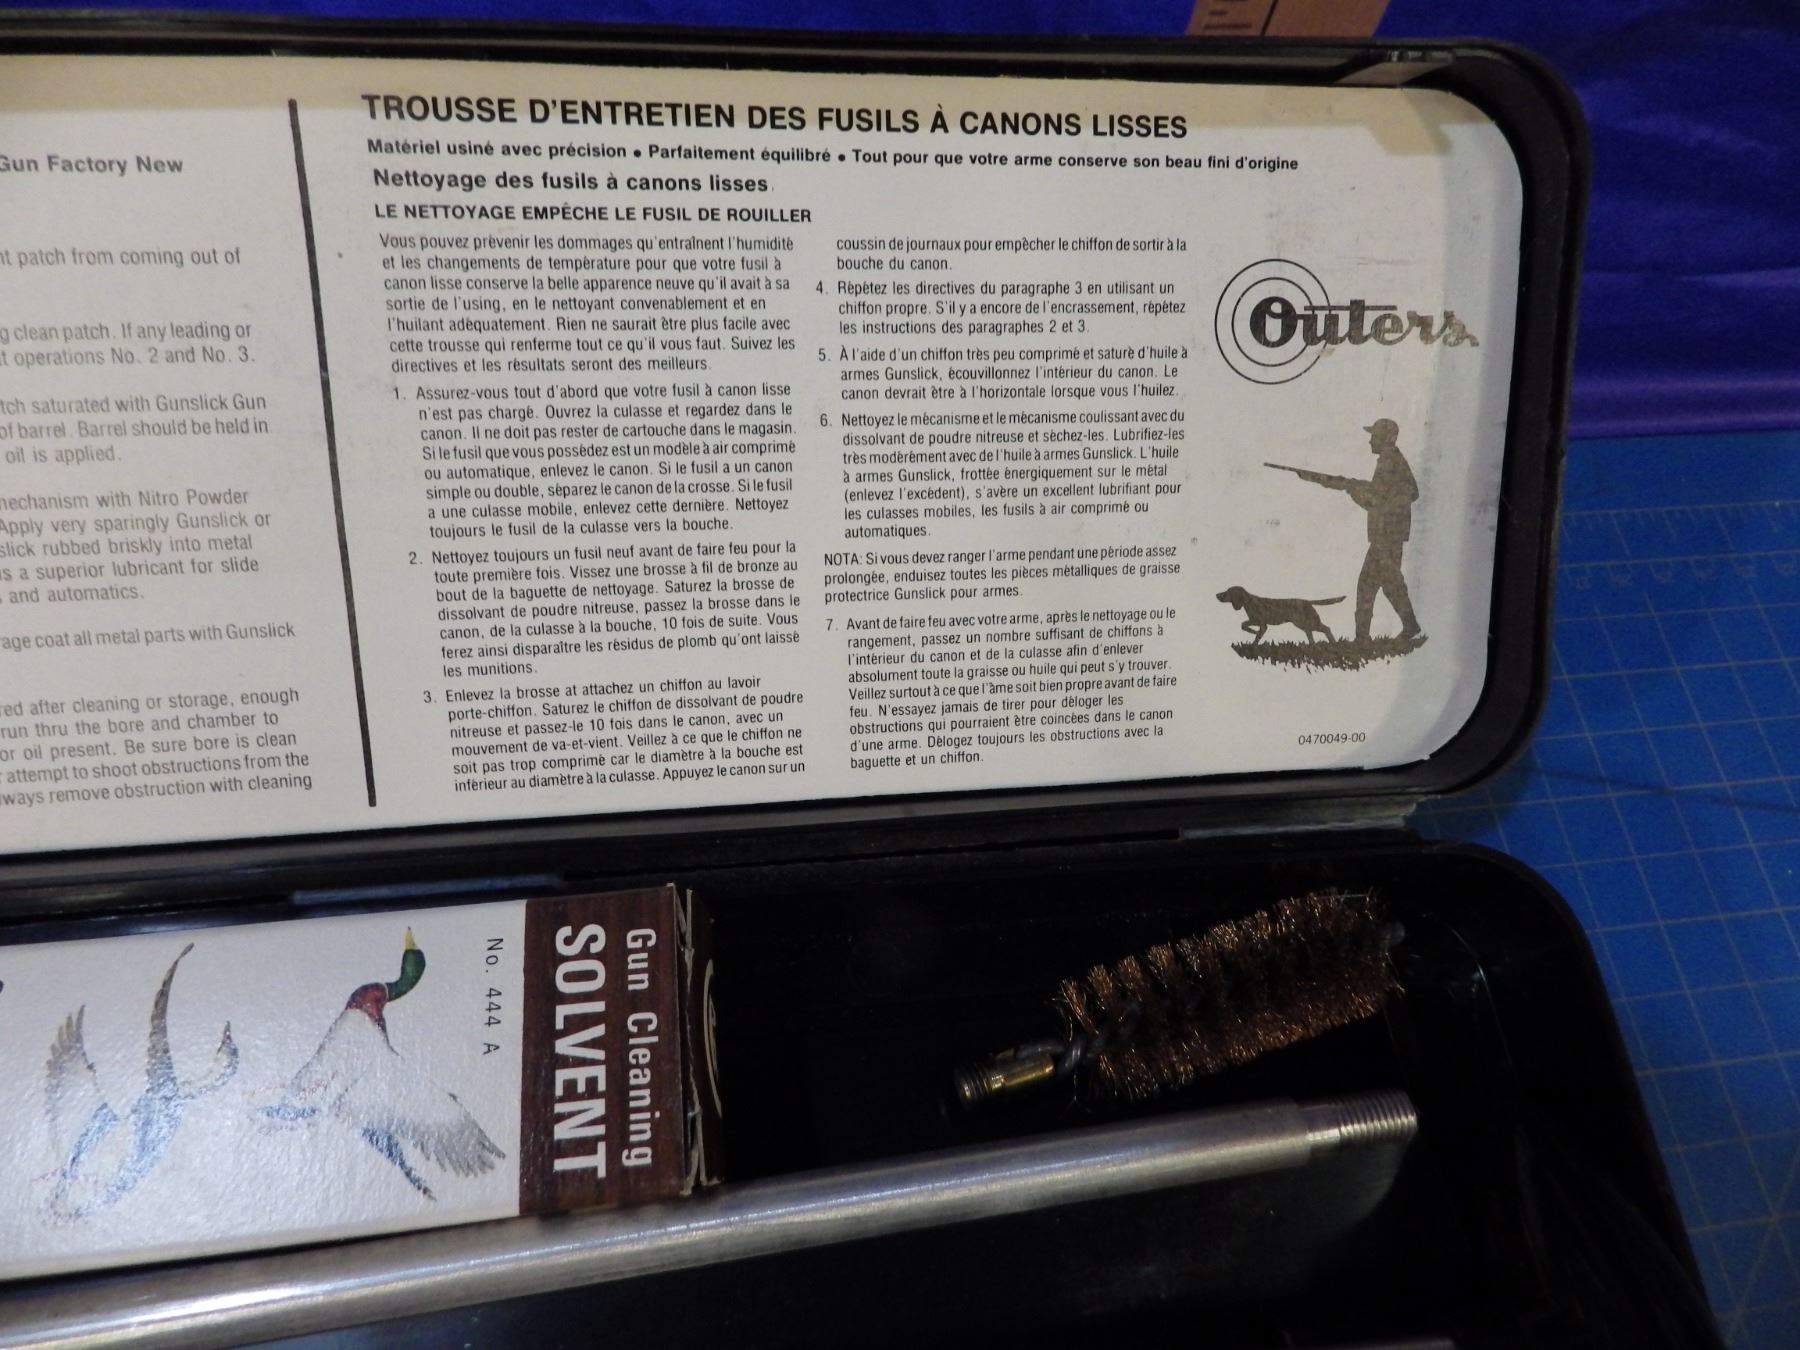 Gun Factory New
patch from coming out of
clean patch. If any leading or
operations No. 2 and No. 3.
saturated with Gunslick Gun
of barrel. Barrel should be held in
oil is applied.
mechanism with Nitro Powder
Apply very sparingly Gunslick or
rubbed briskly into metal
a superior lubricant for slide
and automatics.
coat all metal parts with Gunslick
after cleaning or storage, enough
run thru the bore and chamber to
or oil present. Be sure bore is clean
attempt to shoot obstructions from the
always remove obstruction with cleaning
TROUSSE D'ENTRETIEN DES FUSILS À CANONS LISSES
Matériel usiné avec précision • Parfaitement équilibré • Tout pour que votre arme conserve son beau fini d'origine
Nettoyage des fusils à canons lisses
LE NETTOYAGE EMPÊCHE LE FUSIL DE ROUILLER
Vous pouvez prévenir les dommages qu'entraînent l'humidité
et les changements de température pour que votre fusil à
canon lisse conserve la belle apparence neuve qu'il avait à sa
sortie de l'using, en le nettoyant convenablement et en
l'huilant adéquatement. Rien ne saurait être plus facile avec
cette trousse qui renferme tout ce qu'il vous faut. Suivez les
directives et les résultats seront des meilleurs.
1. Assurez-vous tout d'abord que votre fusil à canon lisse
n'est pas chargé. Ouvrez la culasse et regardez dans le
canon. Il ne doit pas rester de cartouche dans le magasin.
Si le fusil que vous possédez est un modèle à air comprimé
ou automatique, enlevez le canon. Si le fusil a un canon
simple ou double, séparez le canon de la crosse. Si le fusil
a une culasse mobile, enlevez cette dernière. Nettoyez
toujours le fusil de la culasse vers la bouche.
2. Nettoyez toujours un fusil neuf avant de faire feu pour la
toute première fois. Vissez une brosse à fil de bronze au
bout de la baguette de nettoyage. Saturez la brosse de
dissolvant de poudre nitreuse, passez la brosse dans le
canon, de la culasse à la bouche, 10 fois de suite. Vous
ferez ainsi disparaître les résidus de plomb qu'ont laissé
les munitions.
3. Enlevez la brosse at attachez un chiffon au lavoir
porte-chiffon. Saturez le chiffon de dissolvant de poudre
nitreuse et passez-le 10 fois dans le canon, avec un
mouvement de va-et-vient. Veillez à ce que le chiffon ne
soit pas trop comprimé car le diamètre à la bouche est
inférieur au diamètre à la culasse. Appuyez le canon sur un
coussin de journaux pour empêcher le chiffon de sortir à la
bouche du canon.
4. Répétez les directives du paragraphe 3 en utilisant un
chiffon propre. S'il y a encore de l'encrassement, répétez
les instructions des paragraphes 2 et 3.
5. À l'aide d'un chiffon très peu comprimé et saturé d'huile à
armes Gunslick, écouvillonnez l'intérieur du canon. Le
canon devrait être à l'horizontale lorsque vous l'huilez.
6. Nettoyez le mécanisme et le mécanisme coulissant avec du
dissolvant de poudre nitreuse et séchez-les. Lubrifiez-les
très modérément avec de l'huile à armes Gunslick. L'huile
à armes Gunslick, frottée énergiquement sur le métal
(enlevez l'excédent), s'avère un excellent lubrifiant pour
les culasses mobiles, les fusils à air comprimé ou
automatiques.
NOTA: Si vous devez ranger l'arme pendant une période assez
prolongée, enduisez toutes les pièces métalliques de graisse
protectrice Gunslick pour armes.
7. Avant de faire feu avec votre arme, après le nettoyage ou le
rangement, passez un nombre suffisant de chiffons à
l'intérieur du canon et de la culasse afin d'enlever
absolument toute la graisse ou huile qui peut s'y trouver.
Veillez surtout à ce que l'âme soit bien propre avant de faire
feu. N'essayez jamais de tirer pour déloger les
obstructions qui pourraient être coincées dans le canon
d'une arme. Délogez toujours les obstructions avec la
baguette et un chiffon.
Outers
0470049-00
No. 444 A
Gun Cleaning
SOLVENT